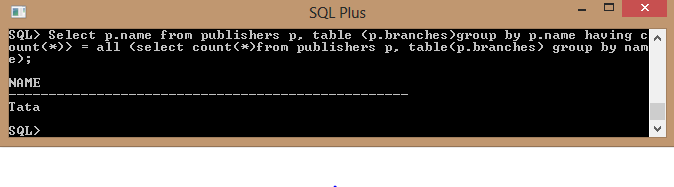 SQL Plus
SQL> Select p.name from publishers p, table (p.branches)group by p.name having c
ount(*)> = all (select count(*)from publishers p, table(p.branches) group by nam
e);
NAME
--------------------------------------------------
Tata
SQL>